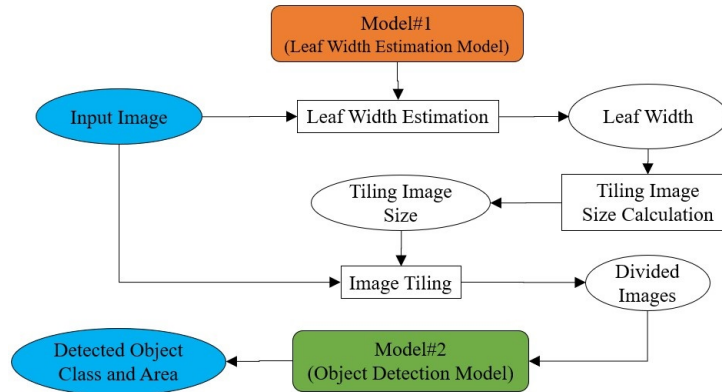 Model#1
(Leaf Width Estimation Model)
Input Image
Leaf Width Estimation
Leaf Width
Tiling Image
Size
Tiling Image
Size Calculation
Image Tiling
Divided
Images
Detected Object
Class and Area
Model#2
(Object Detection Model)